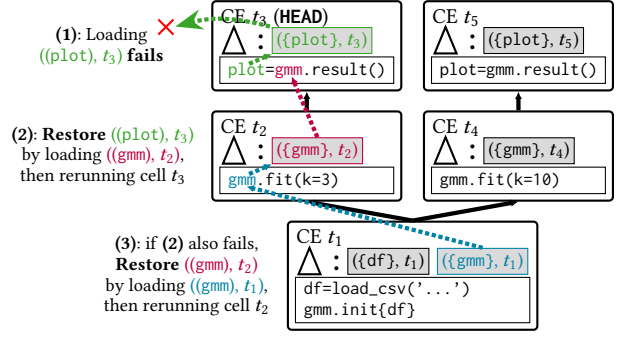 CE t₃ (HEAD)
Δ : ({plot}, t₃)
plot=gmm.result()
CE t₅
Δ : ({plot}, t₅)
plot=gmm.result()
(1): Loading
((plot), t₃) fails
(2): Restore ((plot), t₃)
by loading ((gmm), t₂),
then rerunning cell t₃
CE t₂
Δ : ({gmm}, t₂)
gmm.fit(k=3)
CE t₄
Δ : ({gmm}, t₄)
gmm.fit(k=10)
(3): if (2) also fails,
Restore ((gmm), t₂)
by loading ((gmm), t₁),
then rerunning cell t₂
CE t₁
Δ : ({df}, t₁) ({gmm}, t₁)
df=load_csv('...')
gmm.init{df}